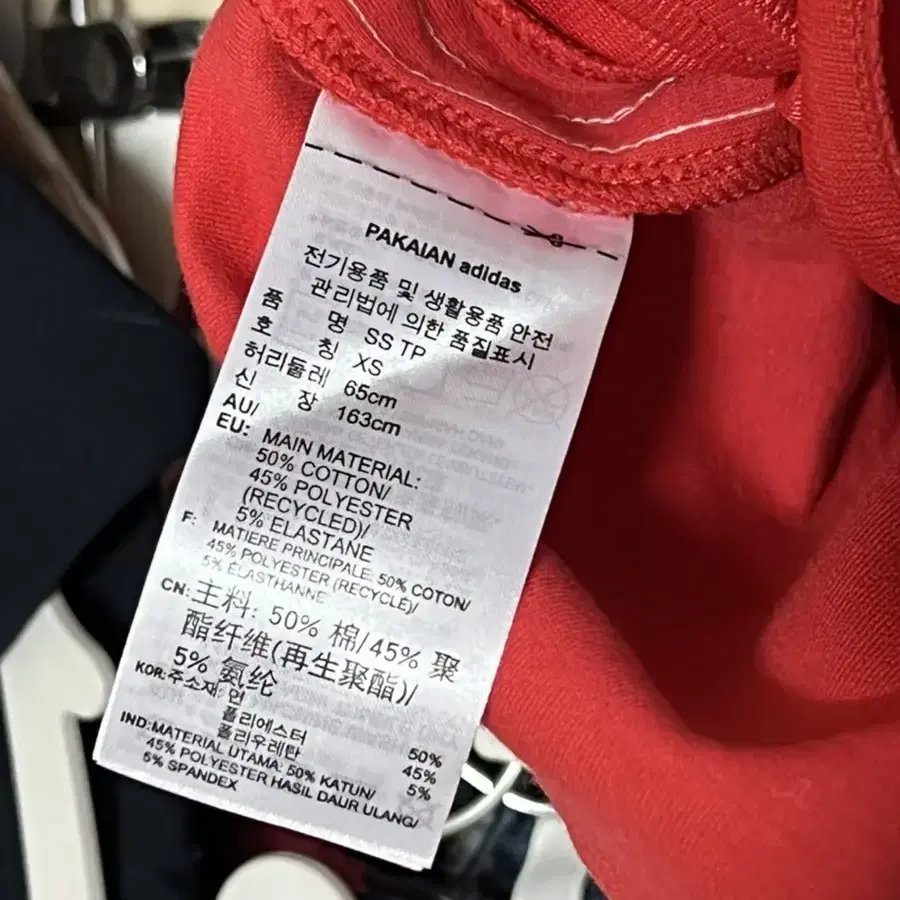 PAKAIAN adidas
전기용품 및 생활용품 안전
관리법에 의한 품질표시
품 명 SS TP
호 칭 XS
허리둘레 65cm
신 장 163cm
AU/
EU: MAIN MATERIAL:
50% COTTON/
45% POLYESTER
(RECYCLED)/
5% ELASTANE
F: MATIERE PRINCIPALE: 50% COTON/
45% POLYESTER (RECYCLÉ)/
5% ÉLASTHANNE
CN: 主料: 50% 棉/45% 聚
酯纤维(再生聚酯)/
5% 氨纶
KOR: 주소재: 면 50%
폴리에스터 45%
폴리우레탄 5%
IND: MATERIAL UTAMA: 50% KATUN/
45% POLYESTER HASIL DAUR ULANG/
5% SPANDEX